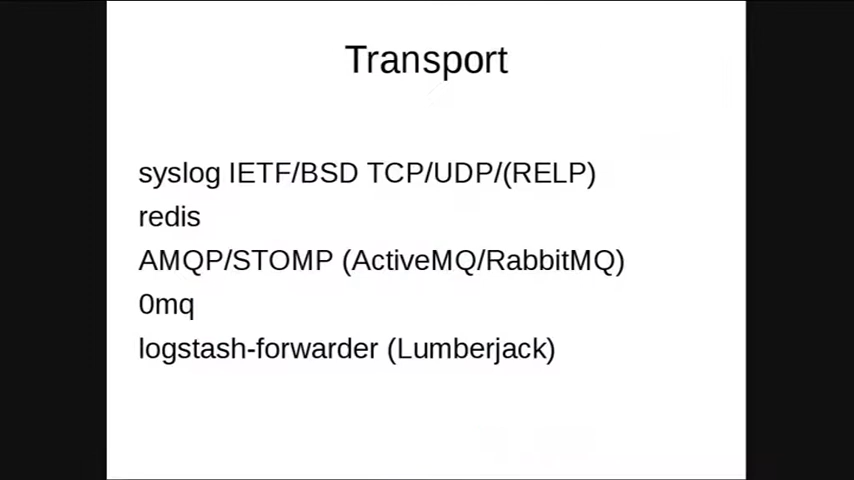 Transport
syslog IETF/BSD TCP/UDP/(RELP)
redis
AMQP/STOMP (ActiveMQ/RabbitMQ)
0mq
logstash-forwarder (Lumberjack)